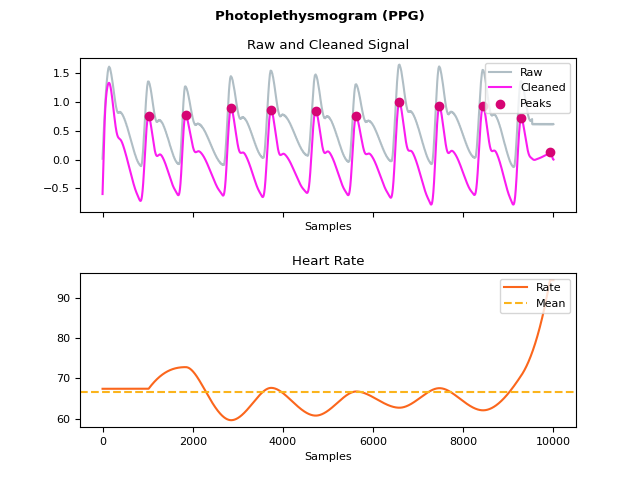 Photoplethysmogram (PPG)
Raw and Cleaned Signal
1.5
1.0
0.5
0.0
−0.5
Raw
Cleaned
Peaks
Samples
Heart Rate
90
80
70
60
Rate
Mean
0 2000 4000 6000 8000 10000
Samples